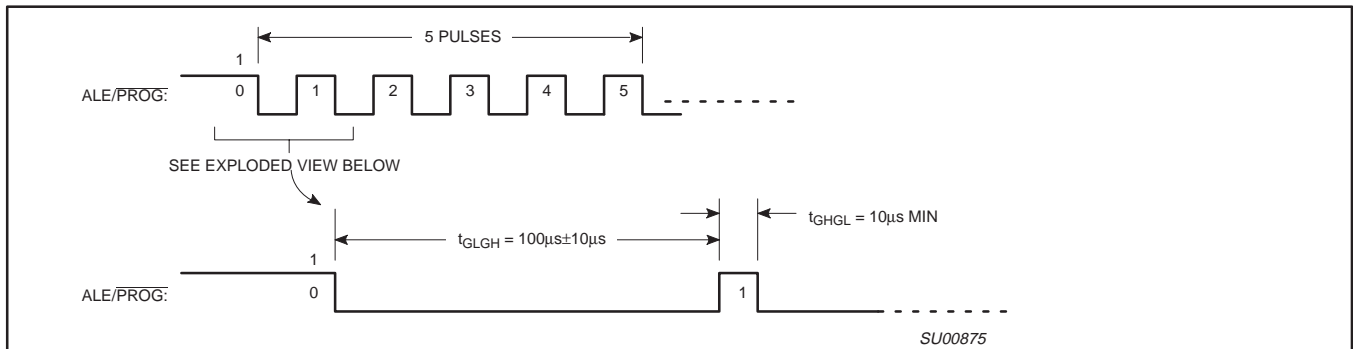 5 PULSES
1
ALE/PROG:
0 1 2 3 4 5
SEE EXPLODED VIEW BELOW
tGHGL = 10µs MIN
tGLGH = 100µs±10µs
1
ALE/PROG:
0 1
SU00875